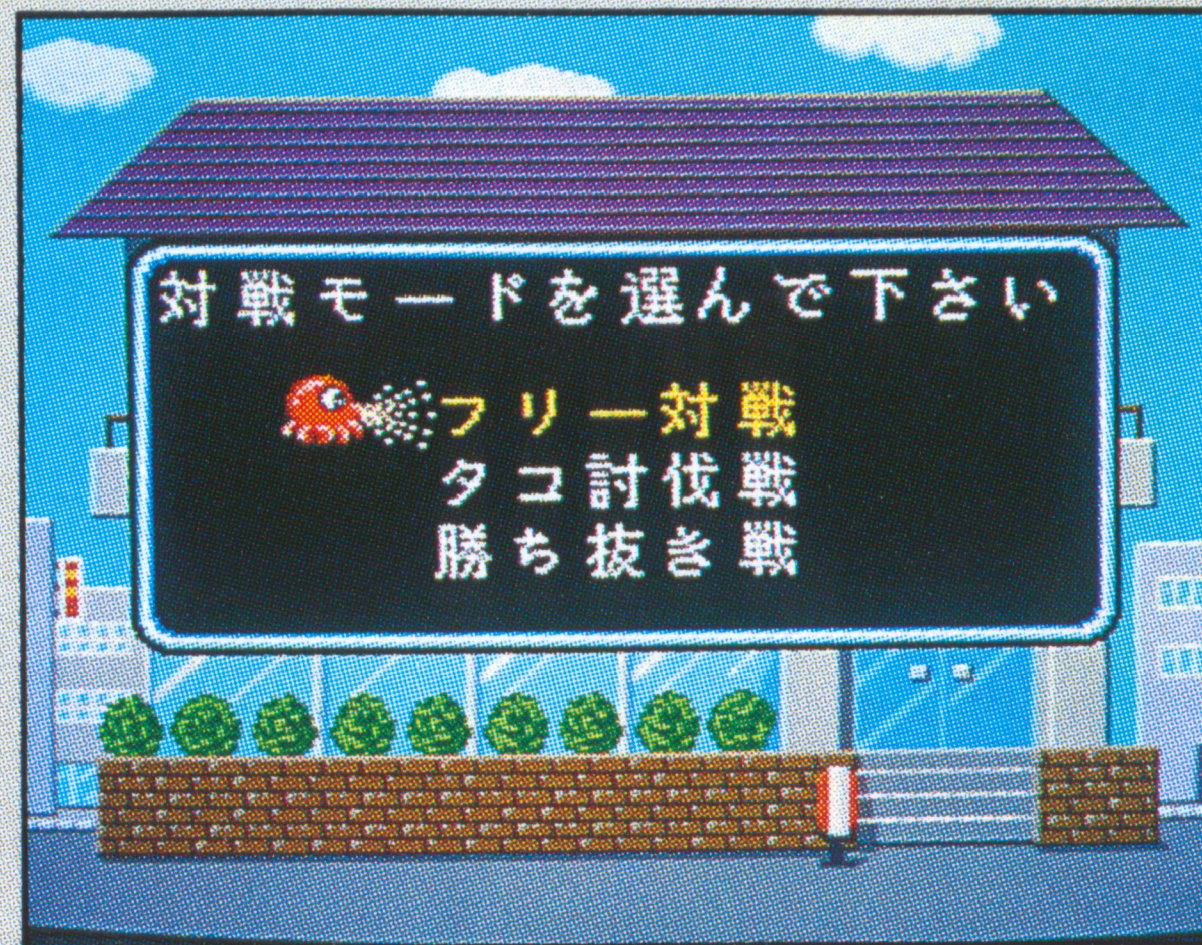 対戦モードを選んで下さい
フリー対戦
タコ討伐戦
勝ち抜き戦